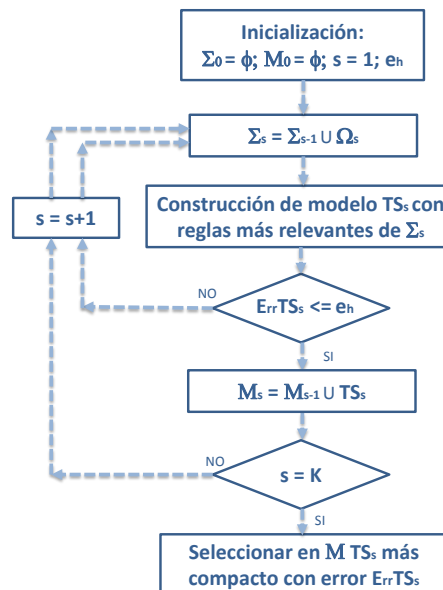 Inicialización:
Σ₀ = ϕ; M₀ = ϕ; s = 1; eₕ
Σₛ = Σₛ₋₁ ∪ Ωₛ
Construcción de modelo TSₛ con
reglas más relevantes de Σₛ
s = s+1
NO
ErrTSₛ <= eₕ
SI
Mₛ = Mₛ₋₁ ∪ TSₛ
NO
s = K
SI
Seleccionar en M TSₛ más
compacto con error ErrTSₛ